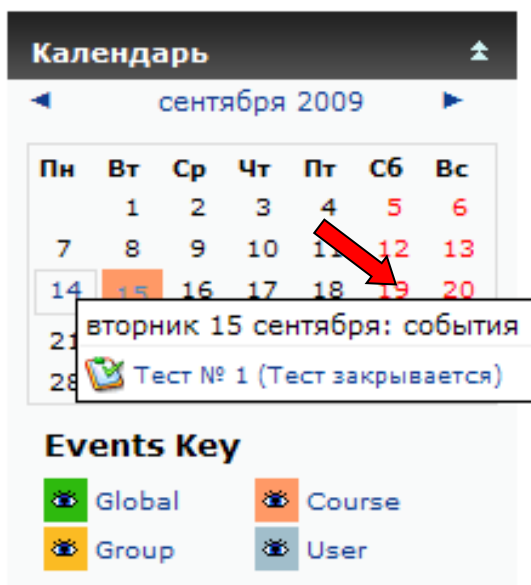 Календарь
сентября 2009
Пн Вт Ср Чт Пт Сб Вс
1 2 3 4 5 6
7 8 9 10 11 12 13
14 15 16 17 18 19 20
21
вторник 15 сентября: события
28
Тест № 1 (Тест закрывается)
Events Key
Global Course
Group User